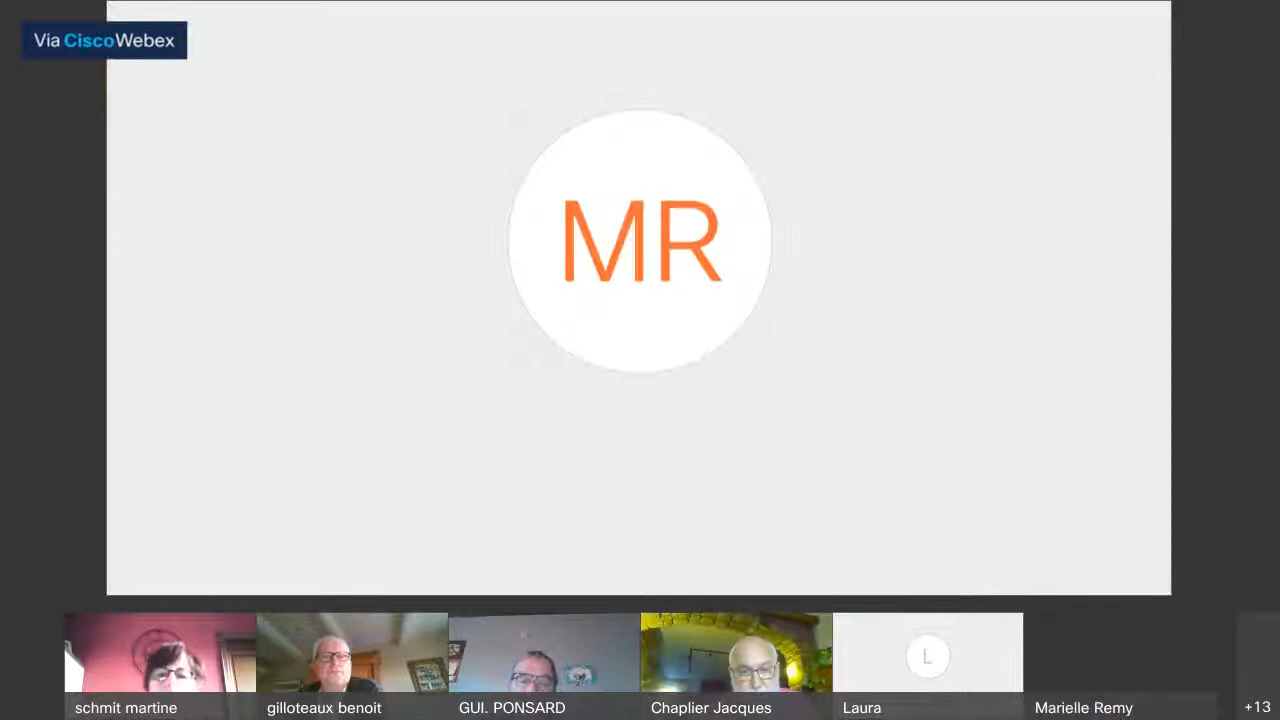 Via CiscoWebex
MR
L
schmit martine
gilloteaux benoit
GUI. PONSARD
Chaplier Jacques
Laura
Marielle Remy
+13